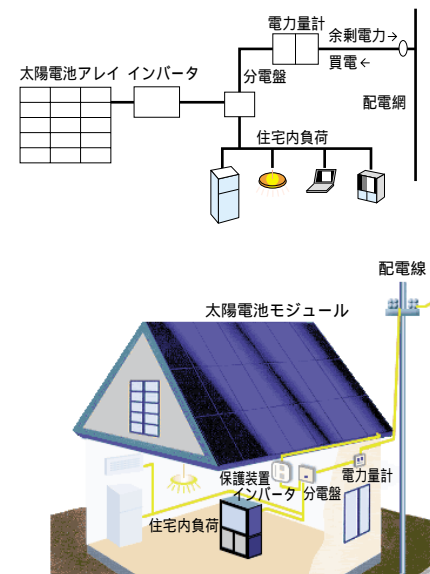 電力量計
余剰電力→
買電←
太陽電池アレイ インバータ
分電盤
配電網
住宅内負荷
配電線
太陽電池モジュール
保護装置
インバータ 分電盤
電力量計
住宅内負荷